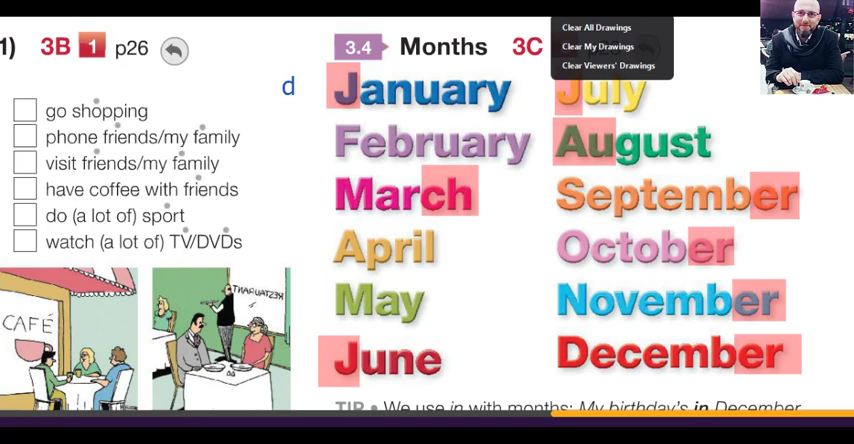 1) 3B 1 p26
d
go shopping
phone friends/my family
visit friends/my family
have coffee with friends
do (a lot of) sport
watch (a lot of) TV/DVDs
CAFÉ
RESTAURANT
3.4 Months 3C
Clear All Drawings
Clear My Drawings
Clear Viewers' Drawings
January
February
March
April
May
June
July
August
September
October
November
December
TIP • We use in with months: My birthday's in December